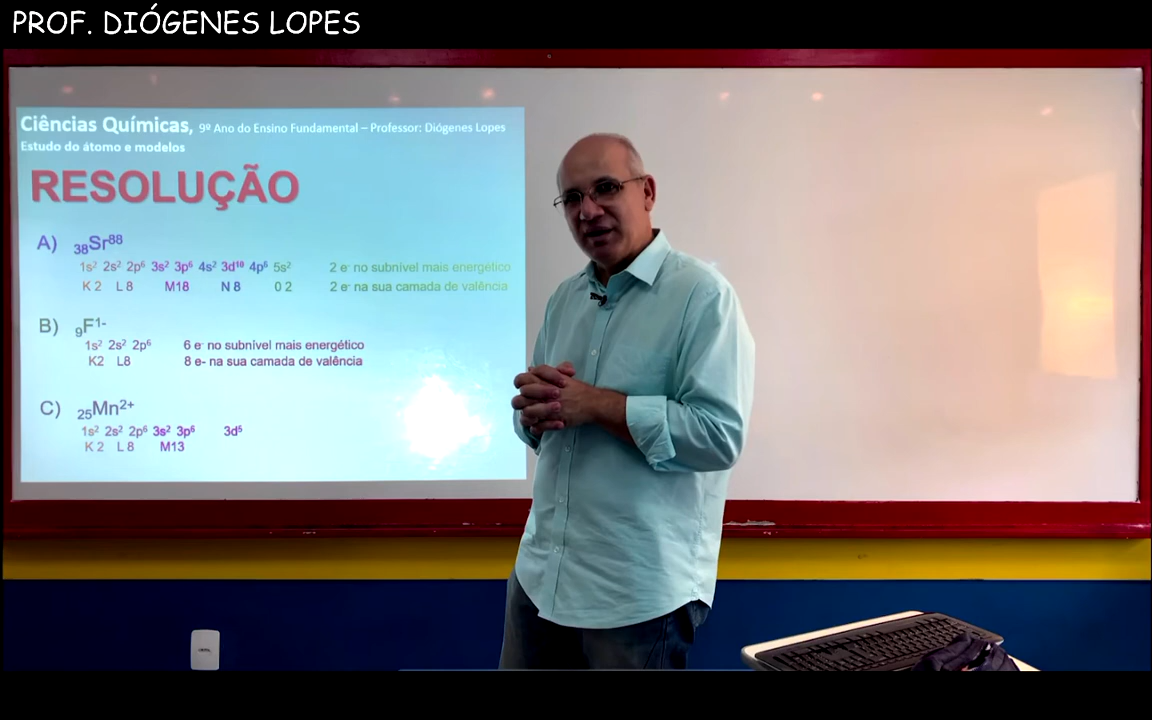 PROF. DIÓGENES LOPES
Ciências Químicas, 9º Ano do Ensino Fundamental – Professor: Diógenes Lopes
Estudo do átomo e modelos
RESOLUÇÃO
A) ₃₈Sr⁸⁸
1s² 2s² 2p⁶ 3s² 3p⁶ 4s² 3d¹⁰ 4p⁶ 5s² 2 e⁻ no subnível mais energético
K 2 L 8 M18 N 8 0 2 2 e⁻ na sua camada de valência
B) ₉F¹⁻
1s² 2s² 2p⁶ 6 e⁻ no subnível mais energético
K2 L8 8 e- na sua camada de valência
C) ₂₅Mn²⁺
1s² 2s² 2p⁶ 3s² 3p⁶ 3d⁵
K 2 L 8 M13